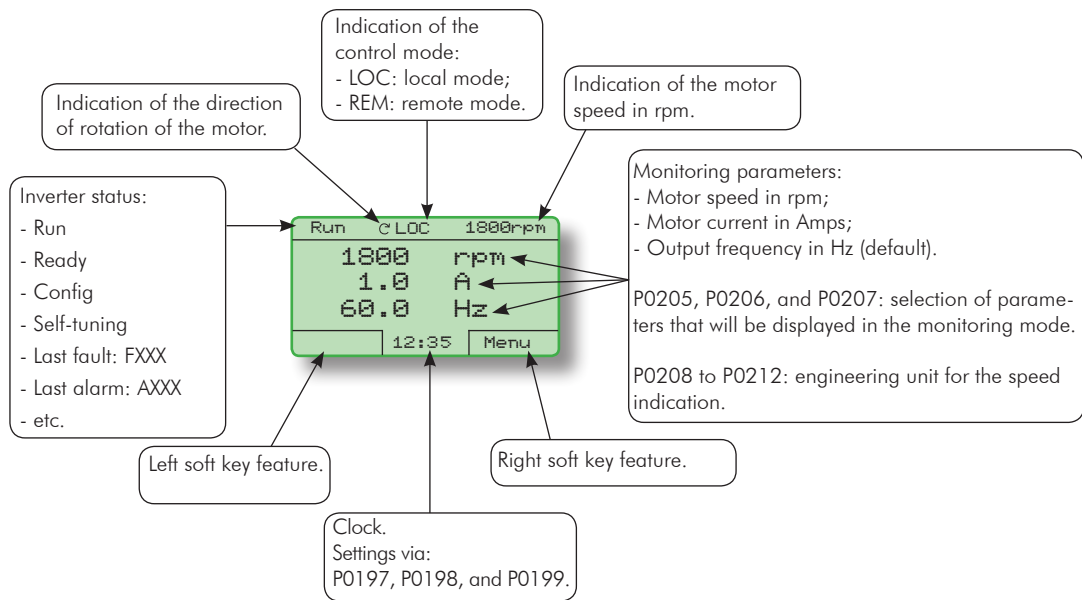 Indication of the
control mode:
- LOC: local mode;
- REM: remote mode.
Indication of the direction
of rotation of the motor.
Indication of the motor
speed in rpm.
Inverter status:
- Run
- Ready
- Config
- Self-tuning
- Last fault: FXXX
- Last alarm: AXXX
- etc.
Run LOC 1800rpm
1800 rpm
1.0 A
60.0 Hz
12:35 Menu
Monitoring parameters:
- Motor speed in rpm;
- Motor current in Amps;
- Output frequency in Hz (default).
P0205, P0206, and P0207: selection of parame-
ters that will be displayed in the monitoring mode.
P0208 to P0212: engineering unit for the speed
indication.
Left soft key feature.
Right soft key feature.
Clock.
Settings via:
P0197, P0198, and P0199.